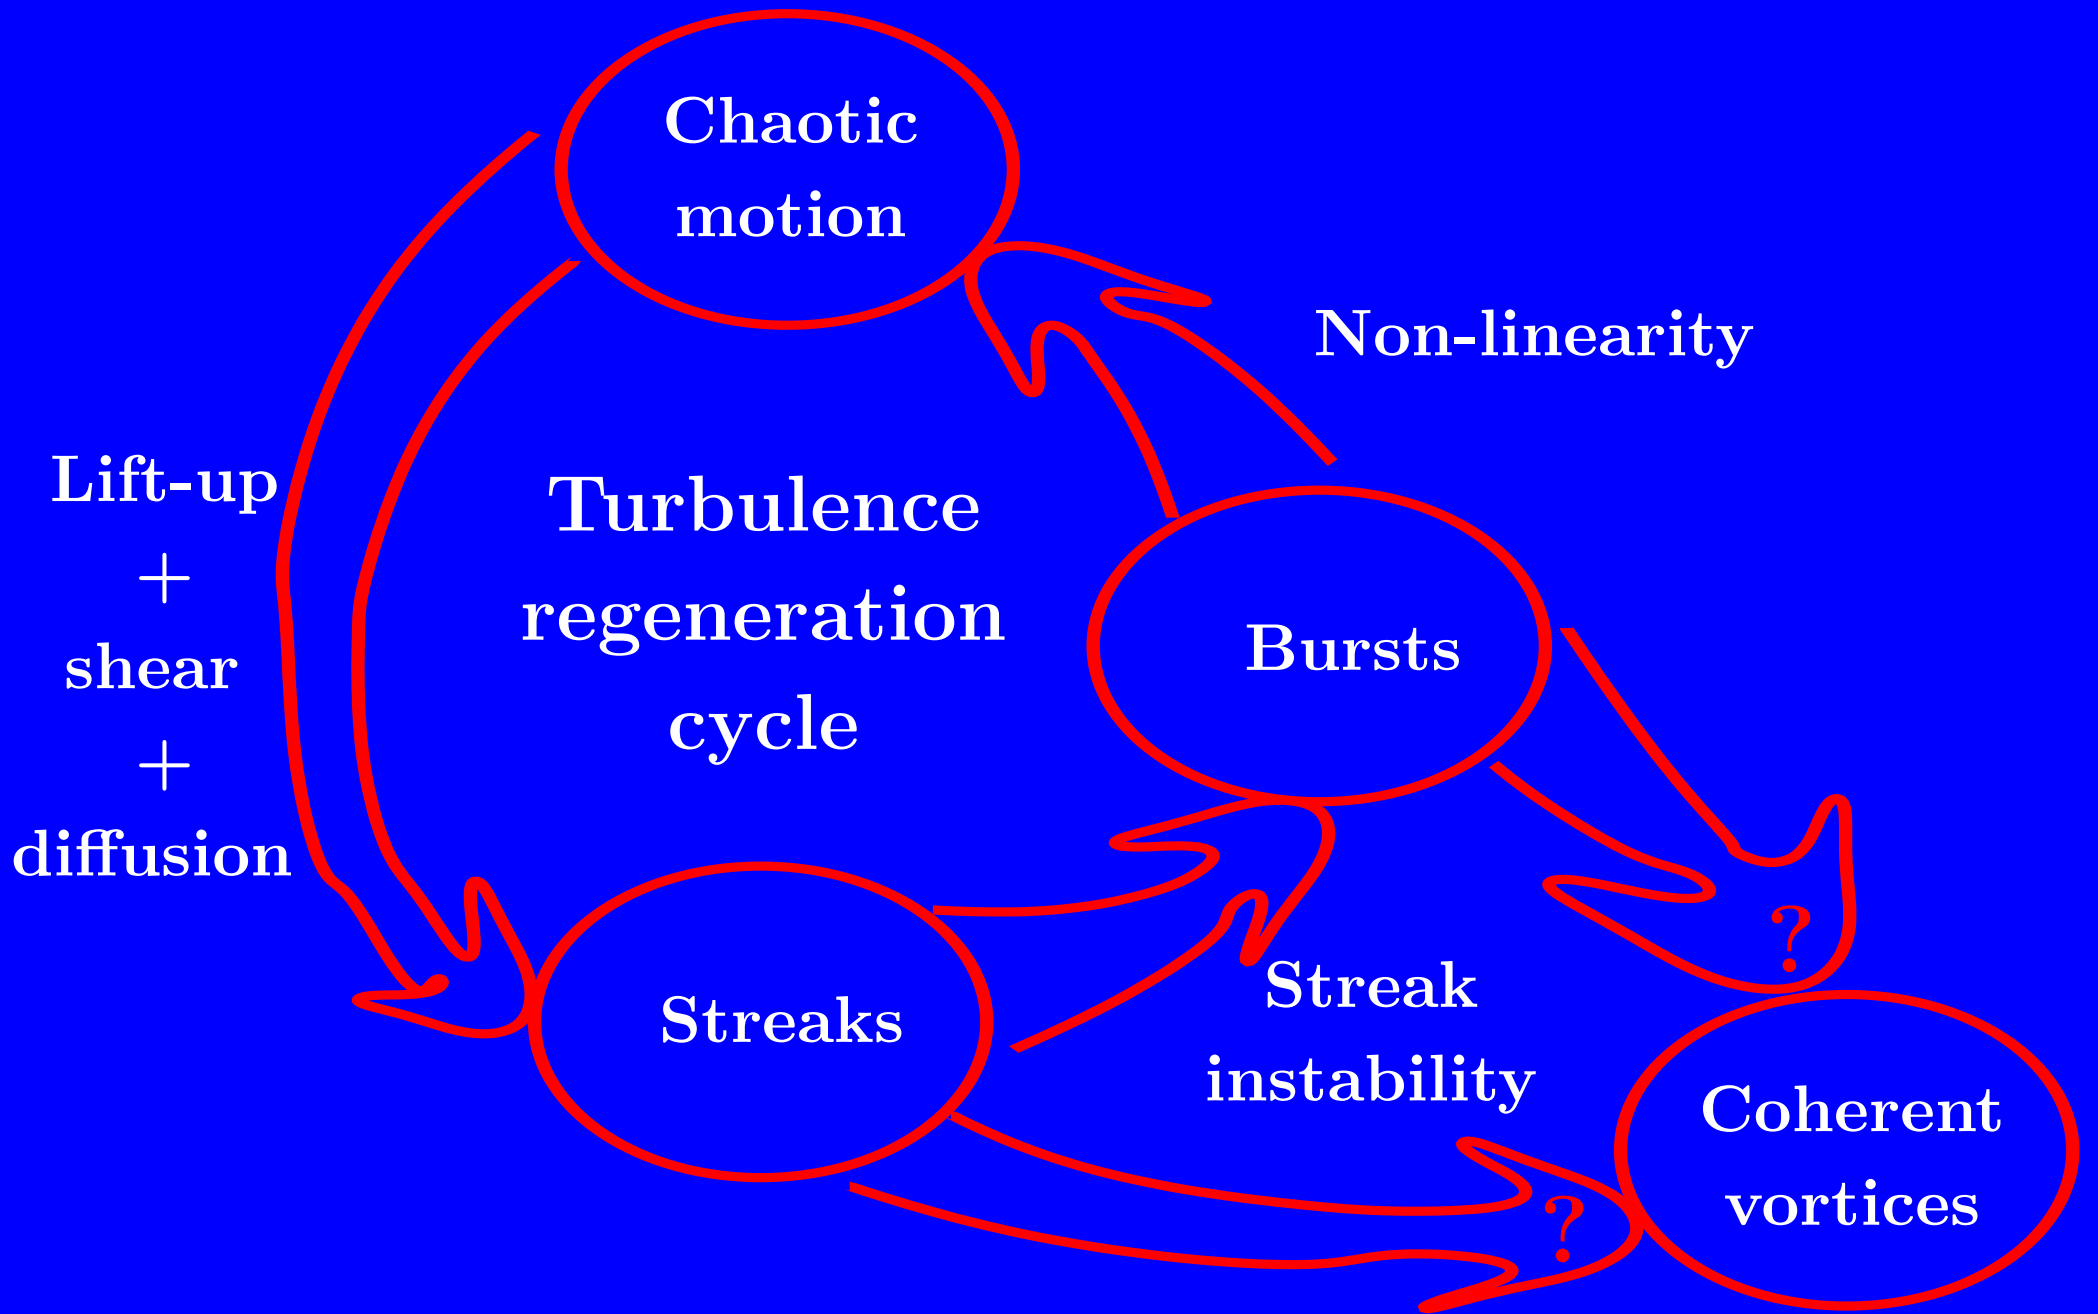 Chaotic
motion
Non-linearity
Lift-up
+
shear
+
diffusion
Turbulence
regeneration
cycle
Bursts
?
Streaks
Streak
instability
Coherent
vortices
?